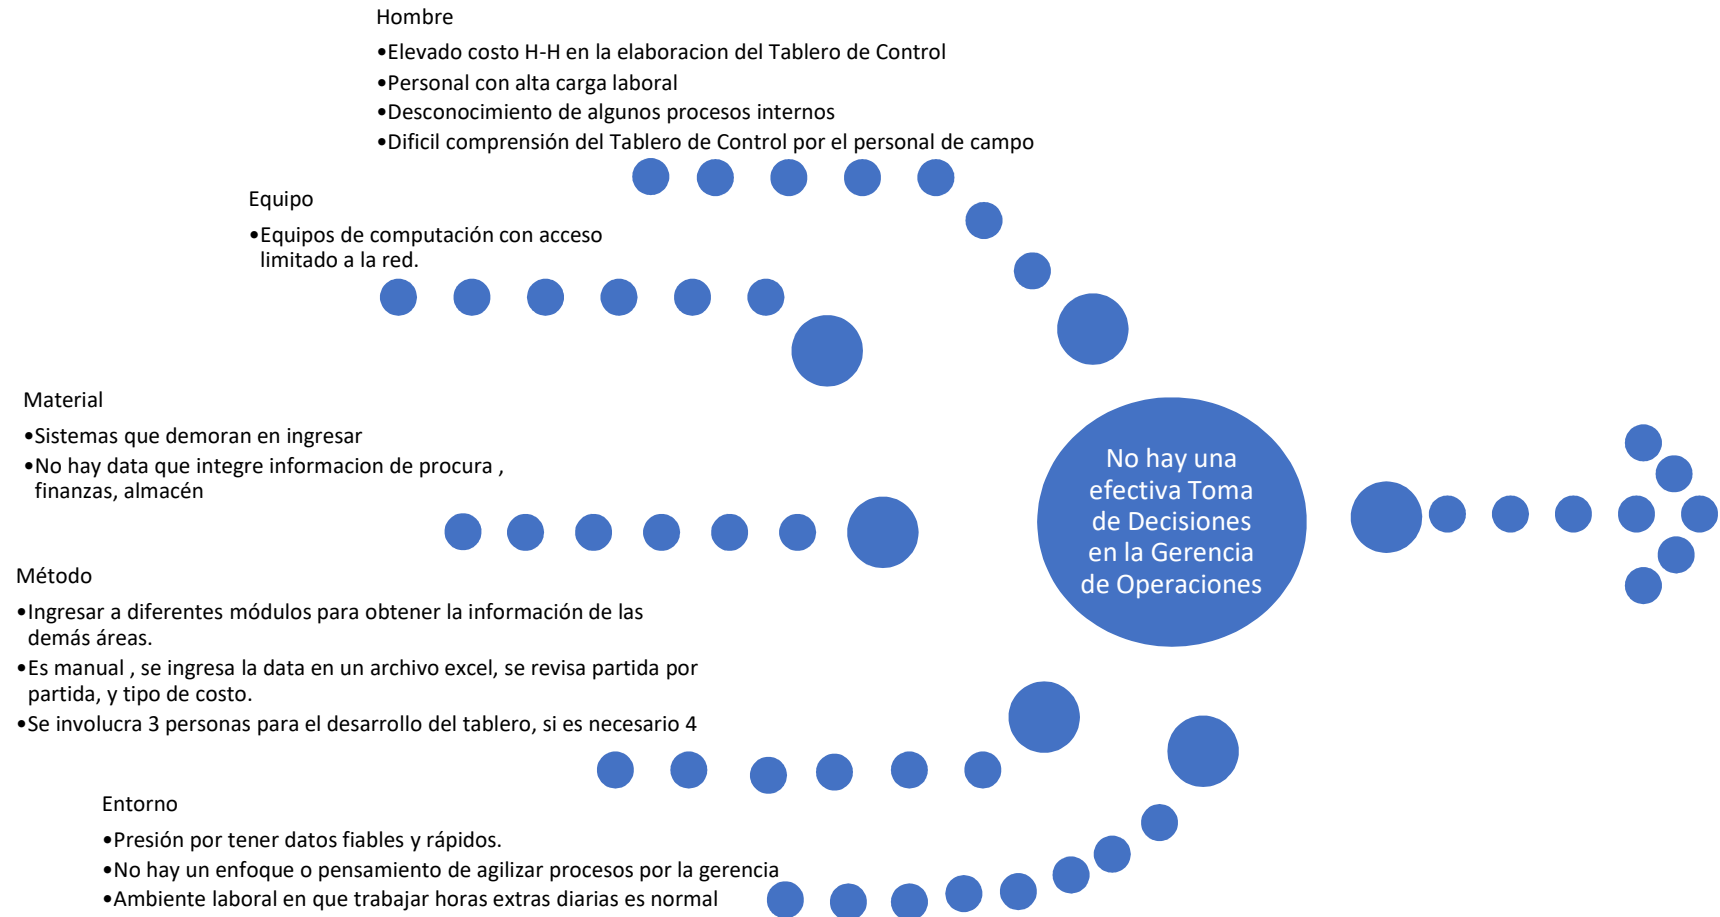 Hombre
•Elevado costo H-H en la elaboracion del Tablero de Control
•Personal con alta carga laboral
•Desconocimiento de algunos procesos internos
•Dificil comprensión del Tablero de Control por el personal de campo
Equipo
•Equipos de computación con acceso
limitado a la red.
Material
•Sistemas que demoran en ingresar
•No hay data que integre informacion de procura ,
finanzas, almacén
No hay una
efectiva Toma
de Decisiones
en la Gerencia
de Operaciones
Método
•Ingresar a diferentes módulos para obtener la información de las
demás áreas.
•Es manual , se ingresa la data en un archivo excel, se revisa partida por
partida, y tipo de costo.
•Se involucra 3 personas para el desarrollo del tablero, si es necesario 4
Entorno
•Presión por tener datos fiables y rápidos.
•No hay un enfoque o pensamiento de agilizar procesos por la gerencia
•Ambiente laboral en que trabajar horas extras diarias es normal